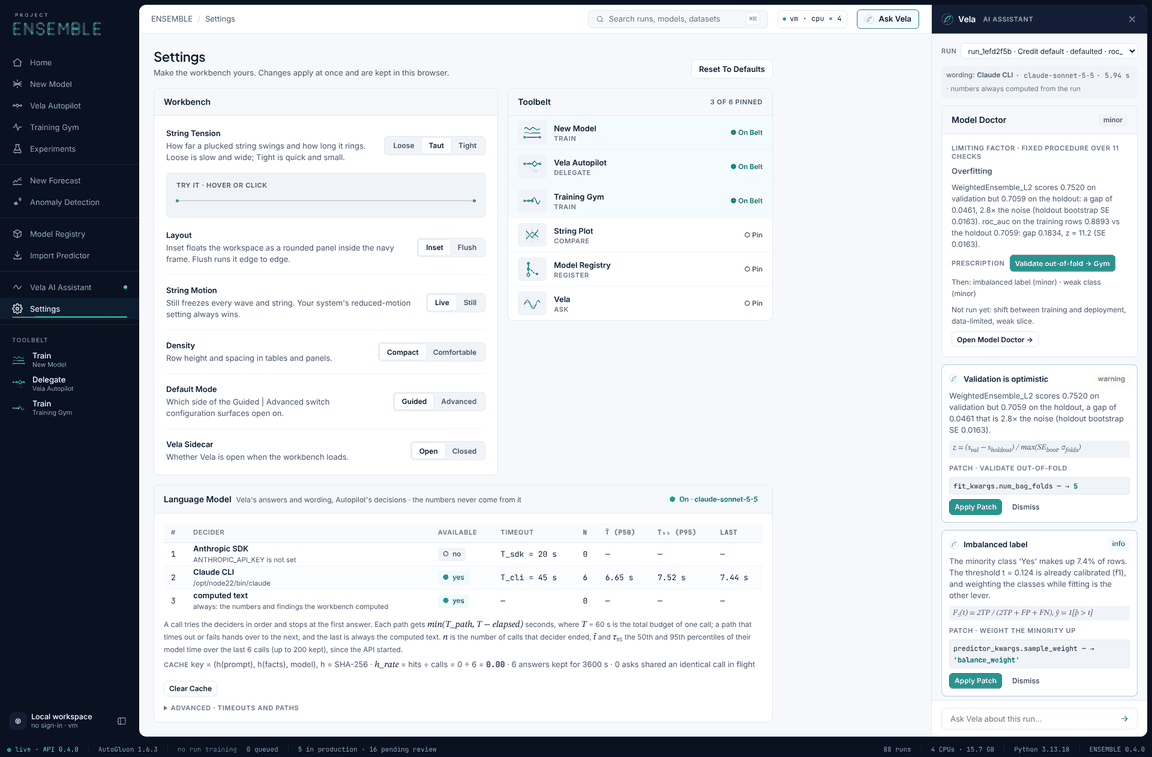 PROJECT
ENSEMBLE
Home
New Model
Vela Autopilot
Training Gym
Experiments
New Forecast
Anomaly Detection
Model Registry
Import Predictor
Vela AI Assistant
Settings
TOOLBELT
Train
New Model
Delegate
Vela Autopilot
Train
Training Gym
Local workspace
no sign-in · vm
ENSEMBLE / Settings
Search runs, models, datasets ⌘K
vm · cpu × 4
Ask Vela
Settings
Make the workbench yours. Changes apply at once and are kept in this browser.
Reset To Defaults
Workbench
String Tension
How far a plucked string swings and how long it rings.
Loose is slow and wide; Tight is quick and small.
Loose Taut Tight
TRY IT · HOVER OR CLICK
Layout
Inset floats the workspace as a rounded panel inside the navy
frame. Flush runs it edge to edge.
Inset Flush
String Motion
Still freezes every wave and string. Your system's reduced-motion
setting always wins.
Live Still
Density
Row height and spacing in tables and panels.
Compact Comfortable
Default Mode
Which side of the Guided | Advanced switch
configuration surfaces open on.
Guided Advanced
Vela Sidecar
Whether Vela is open when the workbench loads.
Open Closed
Toolbelt 3 OF 6 PINNED
New Model
TRAIN
On Belt
Vela Autopilot
DELEGATE
On Belt
Training Gym
TRAIN
On Belt
String Plot
COMPARE
Pin
Model Registry
REGISTER
Pin
Vela
ASK
Pin
Language Model Vela's answers and wording, Autopilot's decisions · the numbers never come from it
On · claude-sonnet-5-5
# DECIDER AVAILABLE TIMEOUT N t̃ (P50) τ₉₅ (P95) LAST
1 Anthropic SDK no T_sdk = 20 s 0 — — —
ANTHROPIC_API_KEY is not set
2 Claude CLI yes T_cli = 45 s 6 6.65 s 7.52 s 7.44 s
/opt/node22/bin/claude
3 computed text yes — 0 — — —
always: the numbers and findings the workbench computed
A call tries the deciders in order and stops at the first answer. Each path gets min(T_path, T − elapsed) seconds, where T = 60 s is the total budget of one call; a path that
times out or fails hands over to the next, and the last is always the computed text. n is the number of calls that decider ended, t̃ and τ₉₅ the 50th and 95th percentiles of their
model time over the last 6 calls (up to 200 kept), since the API started.
CACHE key = (h(prompt), h(facts), model), h = SHA-256 · h_rate = hits ÷ calls = 0 ÷ 6 = 0.00 · 6 answers kept for 3600 s · 0 asks shared an identical call in flight
Clear Cache
ADVANCED · TIMEOUTS AND PATHS
Vela AI ASSISTANT
RUN run_1efd2f5b · Credit default · defaulted · roc_
wording: Claude CLI · claude-sonnet-5-5 · 5.94 s
· numbers always computed from the run
Model Doctor minor
LIMITING FACTOR · FIXED PROCEDURE OVER 11
CHECKS
Overfitting
WeightedEnsemble_L2 scores 0.7520 on
validation but 0.7059 on the holdout: a gap of
0.0461, 2.8× the noise (holdout bootstrap SE
0.0163). roc_auc on the training rows 0.8893 vs
the holdout 0.7059: gap 0.1834, z = 11.2 (SE
0.0163).
PRESCRIPTION Validate out-of-fold → Gym
Then: imbalanced label (minor) · weak class
(minor)
Not run yet: shift between training and deployment,
data-limited, weak slice.
Open Model Doctor →
Validation is optimistic warning
WeightedEnsemble_L2 scores 0.7520 on
validation but 0.7059 on the holdout, a gap of
0.0461 that is 2.8× the noise (holdout bootstrap
SE 0.0163).
z = (s_val − s_holdout) / max(SE_boot, σ_folds)
PATCH · VALIDATE OUT-OF-FOLD
fit_kwargs.num_bag_folds — → 5
Apply Patch Dismiss
Imbalanced label info
The minority class 'Yes' makes up 7.4% of rows.
The threshold t = 0.124 is already calibrated (f1),
and weighting the classes while fitting is the
other lever.
F₁(t) = 2TP / (2TP + FP + FN), ŷ = 1[p̂ > t]
PATCH · WEIGHT THE MINORITY UP
predictor_kwargs.sample_weight — →
'balance_weight'
Apply Patch Dismiss
Ask Vela about this run...
live · API 0.4.0 AutoGluon 1.6.3 no run training 0 queued 5 in production · 16 pending review
88 runs 4 CPUs · 15.7 GB Python 3.13.18 ENSEMBLE 0.4.0